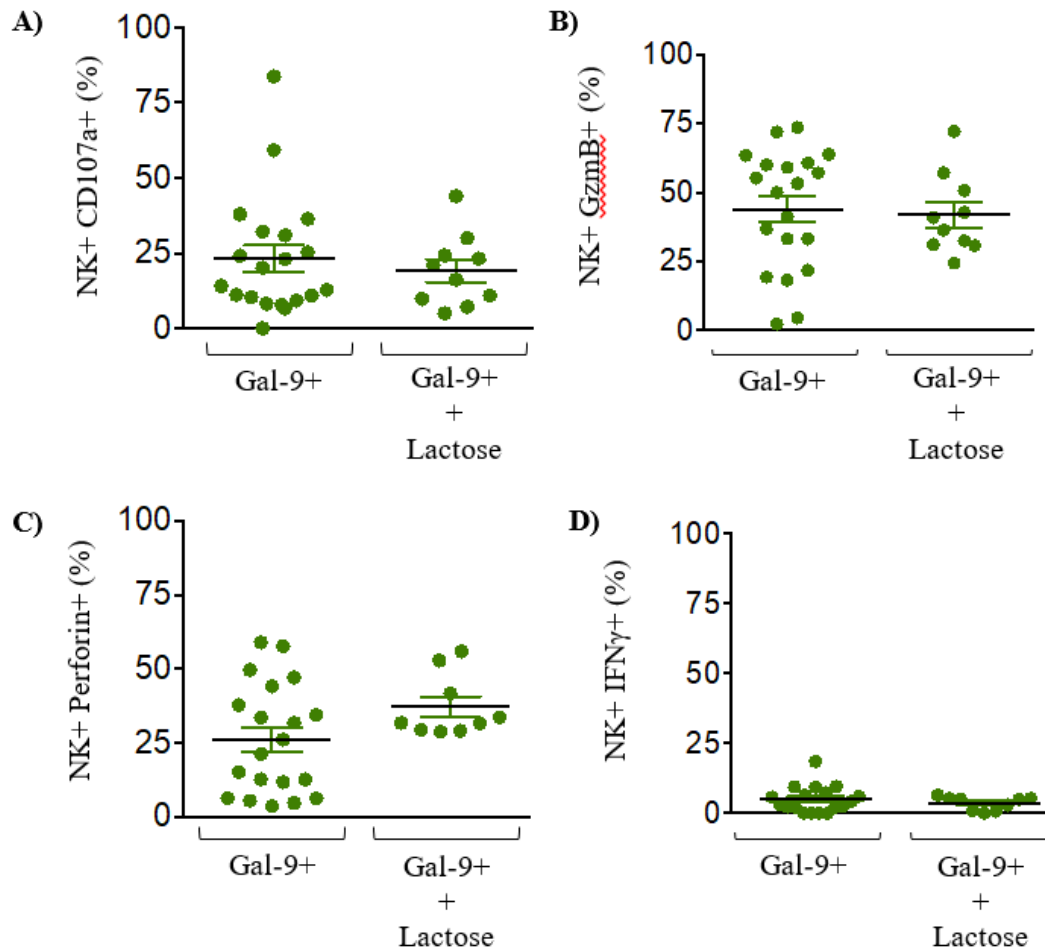 A)
NK+ CD107a+ (%)
100
75
50
25
0
Gal-9+
Gal-9+
+
Lactose
B)
NK+ GzmB+ (%)
100
75
50
25
0
Gal-9+
Gal-9+
+
Lactose
C)
NK+ Perforin+ (%)
100
75
50
25
0
Gal-9+
Gal-9+
+
Lactose
D)
NK+ IFNγ+ (%)
100
75
50
25
0
Gal-9+
Gal-9+
+
Lactose